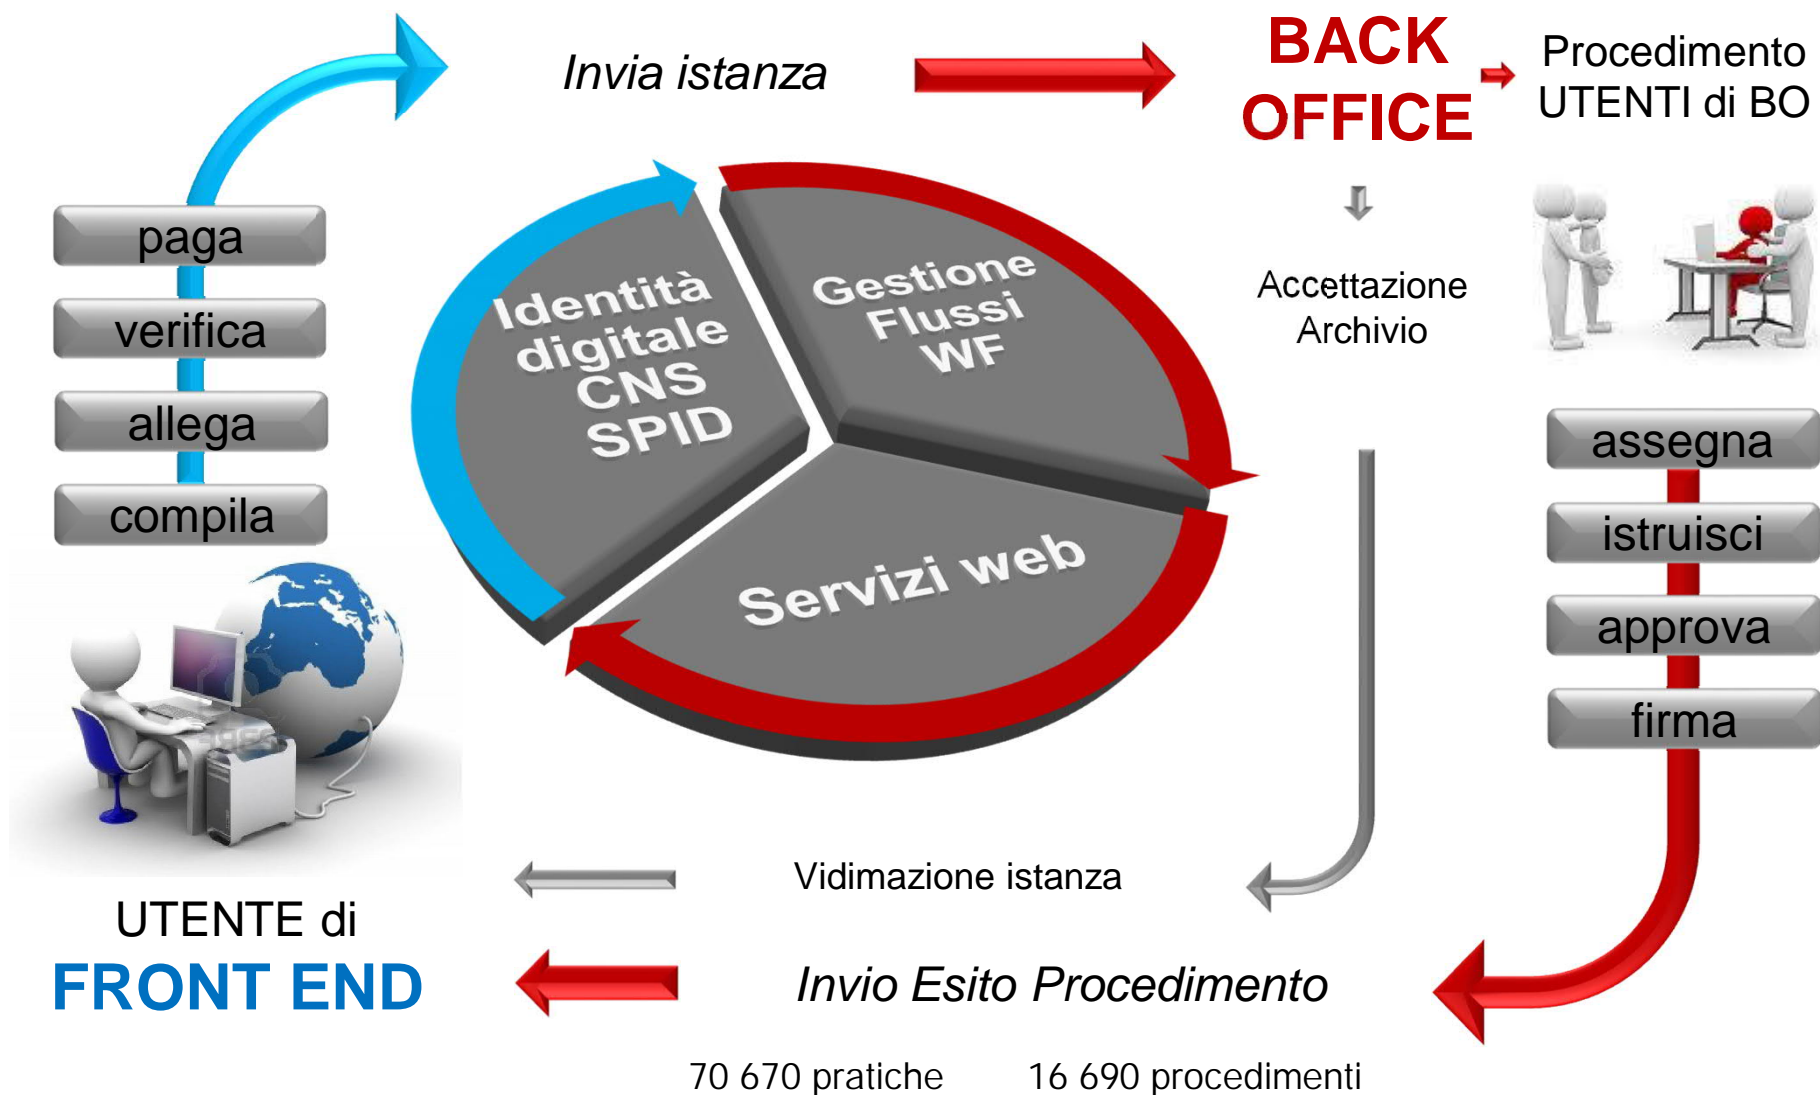 Invia istanza
BACK
OFFICE
Procedimento
UTENTI di BO
paga
verifica
allega
compila
Identità
digitale
CNS
SPID
Gestione
Flussi
WF
Servizi web
Accettazione
Archivio
assegna
istruisci
approva
firma
Vidimazione istanza
UTENTE di
FRONT END
Invio Esito Procedimento
70 670 pratiche 16 690 procedimenti